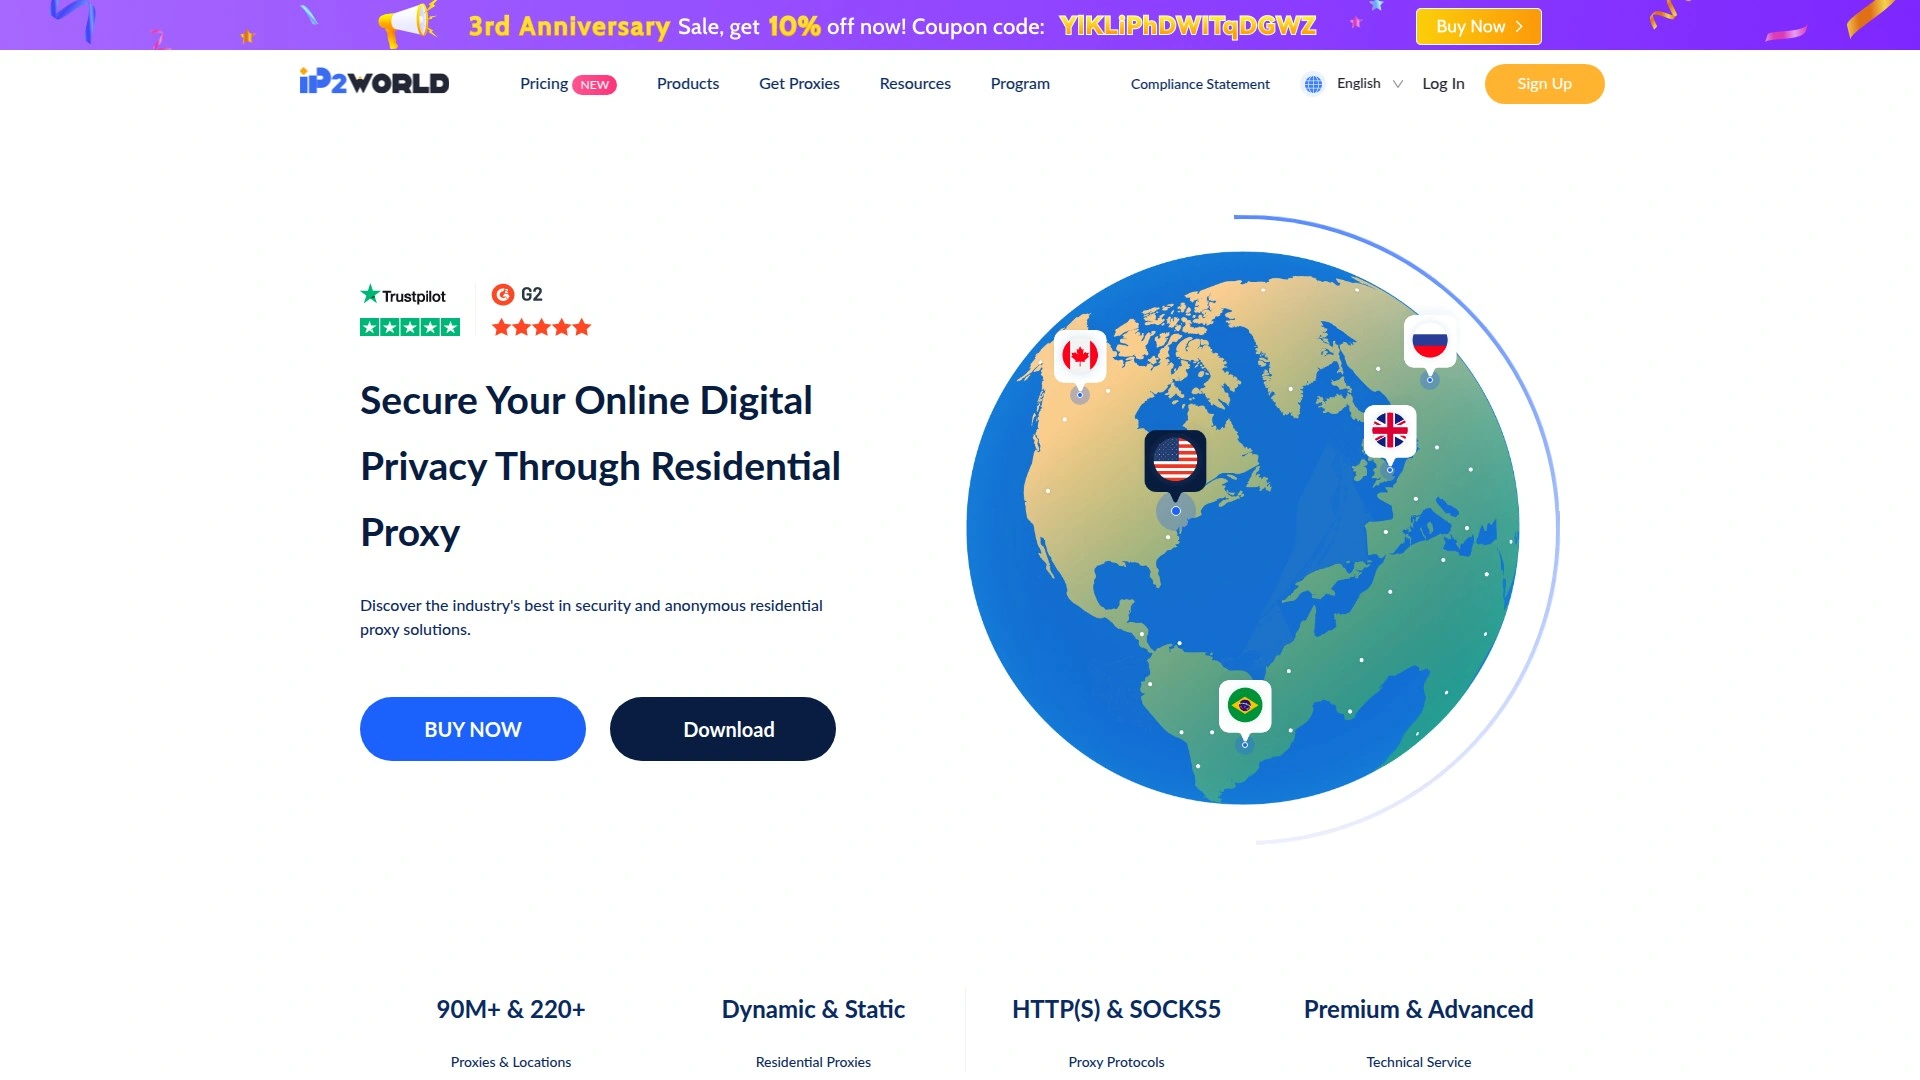 3rd Anniversary Sale, get 10% off now! Coupon code: YlKLiPhDWITqDGWZ Buy Now
iP2WORLD Pricing NEW Products Get Proxies Resources Program Compliance Statement English Log In Sign Up
Trustpilot G2
Secure Your Online Digital
Privacy Through Residential
Proxy
Discover the industry's best in security and anonymous residential
proxy solutions.
BUY NOW Download
90M+ & 220+ Dynamic & Static HTTP(S) & SOCKS5 Premium & Advanced
Proxies & Locations Residential Proxies Proxy Protocols Technical Service